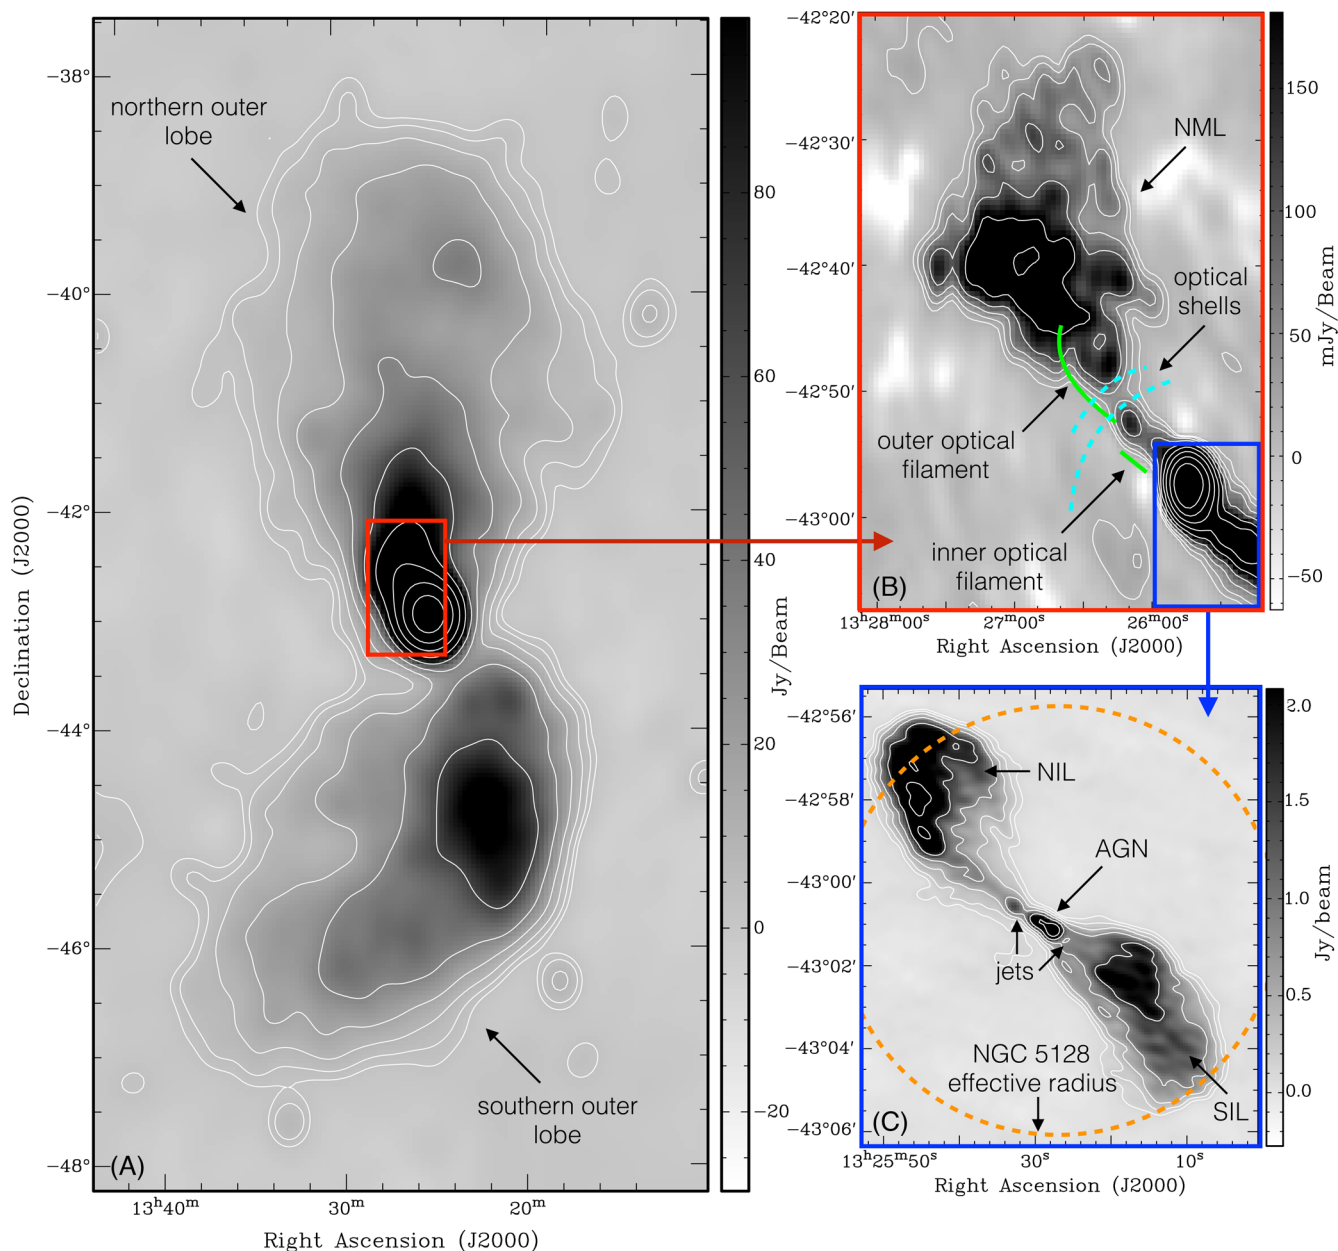 −38°
−40°
−42°
−44°
−46°
−48°
Declination (J2000)
northern outer
lobe
southern outer
lobe
(A)
13ʰ40ᵐ
30ᵐ
20ᵐ
Right Ascension (J2000)
80
60
40
20
0
−20
Jy/Beam
−42°20′
−42°30′
−42°40′
−42°50′
−43°00′
NML
optical
shells
outer optical
filament
inner optical
filament
(B)
13ʰ28ᵐ00ˢ
27ᵐ00ˢ
26ᵐ00ˢ
Right Ascension (J2000)
150
100
50
0
−50
mJy/Beam
−42°56′
−42°58′
−43°00′
−43°02′
−43°04′
−43°06′
NIL
AGN
jets
NGC 5128
effective radius
SIL
(C)
13ʰ25ᵐ50ˢ
30ˢ
10ˢ
Right Ascension (J2000)
2.0
1.5
1.0
0.5
0.0
Jy/beam